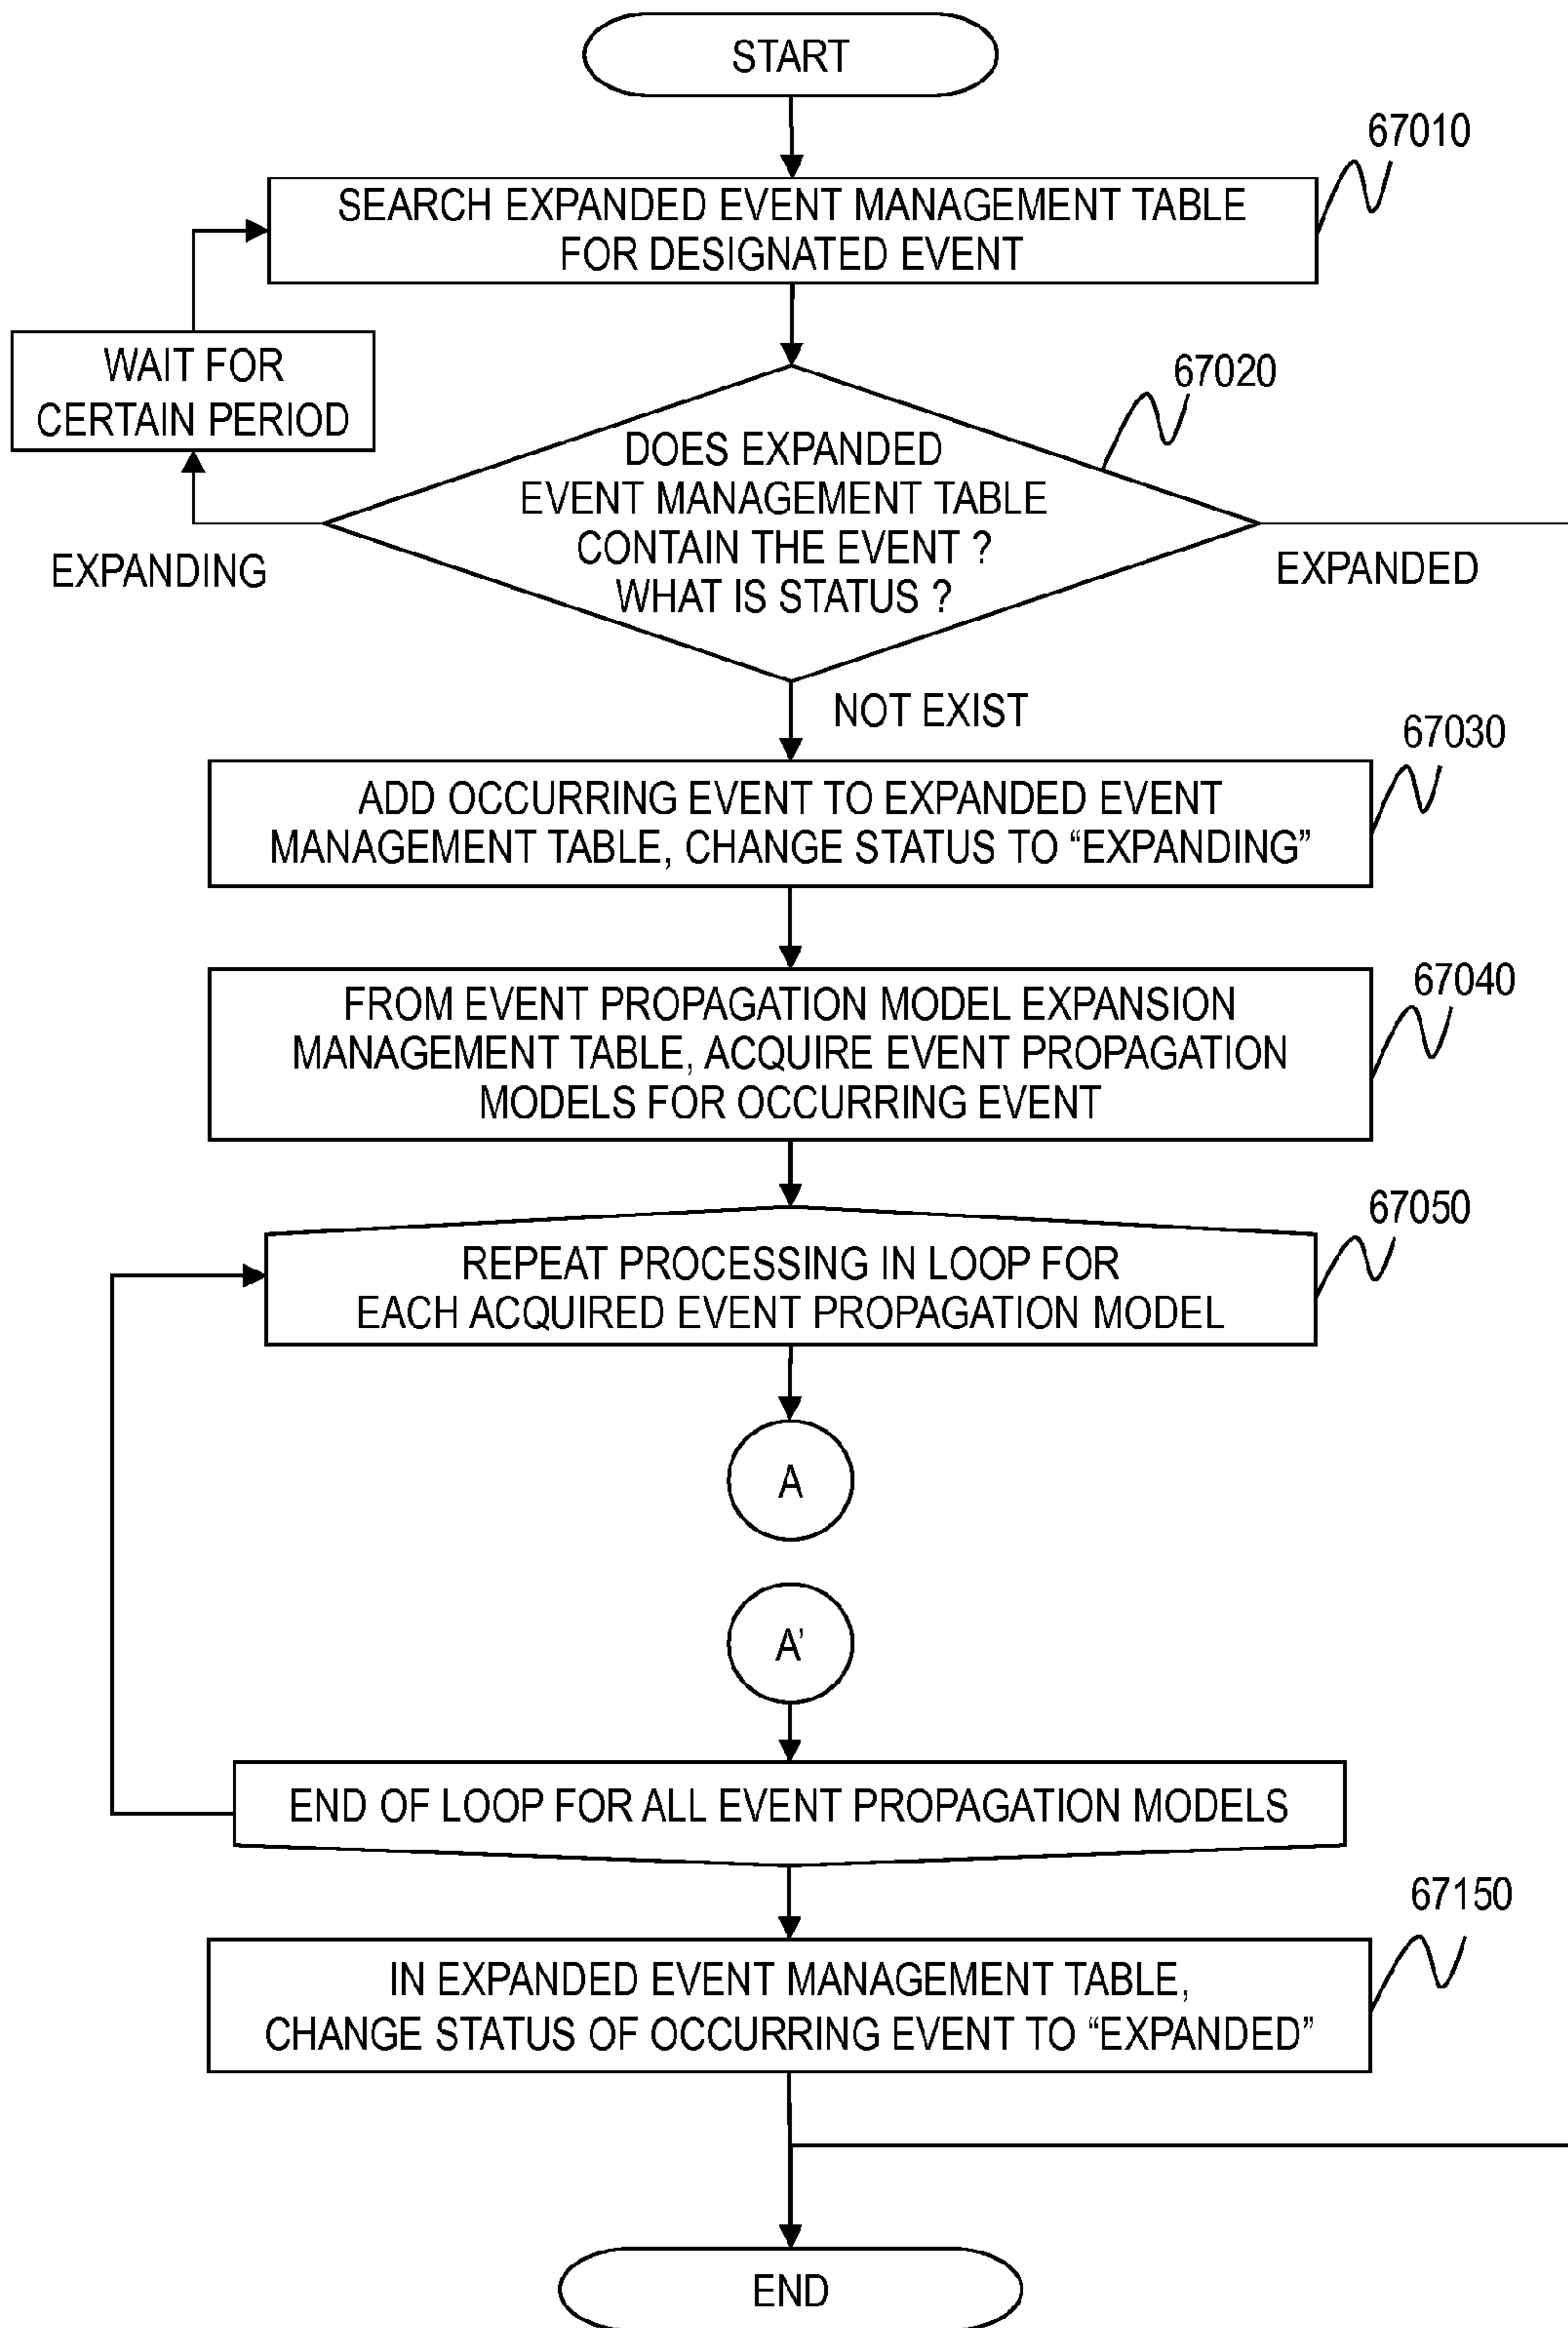 START
67010
SEARCH EXPANDED EVENT MANAGEMENT TABLE
FOR DESIGNATED EVENT
WAIT FOR
CERTAIN PERIOD
67020
DOES EXPANDED
EVENT MANAGEMENT TABLE
CONTAIN THE EVENT ?
WHAT IS STATUS ?
EXPANDING
EXPANDED
NOT EXIST
67030
ADD OCCURRING EVENT TO EXPANDED EVENT
MANAGEMENT TABLE, CHANGE STATUS TO “EXPANDING”
67040
FROM EVENT PROPAGATION MODEL EXPANSION
MANAGEMENT TABLE, ACQUIRE EVENT PROPAGATION
MODELS FOR OCCURRING EVENT
67050
REPEAT PROCESSING IN LOOP FOR
EACH ACQUIRED EVENT PROPAGATION MODEL
A
A’
END OF LOOP FOR ALL EVENT PROPAGATION MODELS
67150
IN EXPANDED EVENT MANAGEMENT TABLE,
CHANGE STATUS OF OCCURRING EVENT TO “EXPANDED”
END